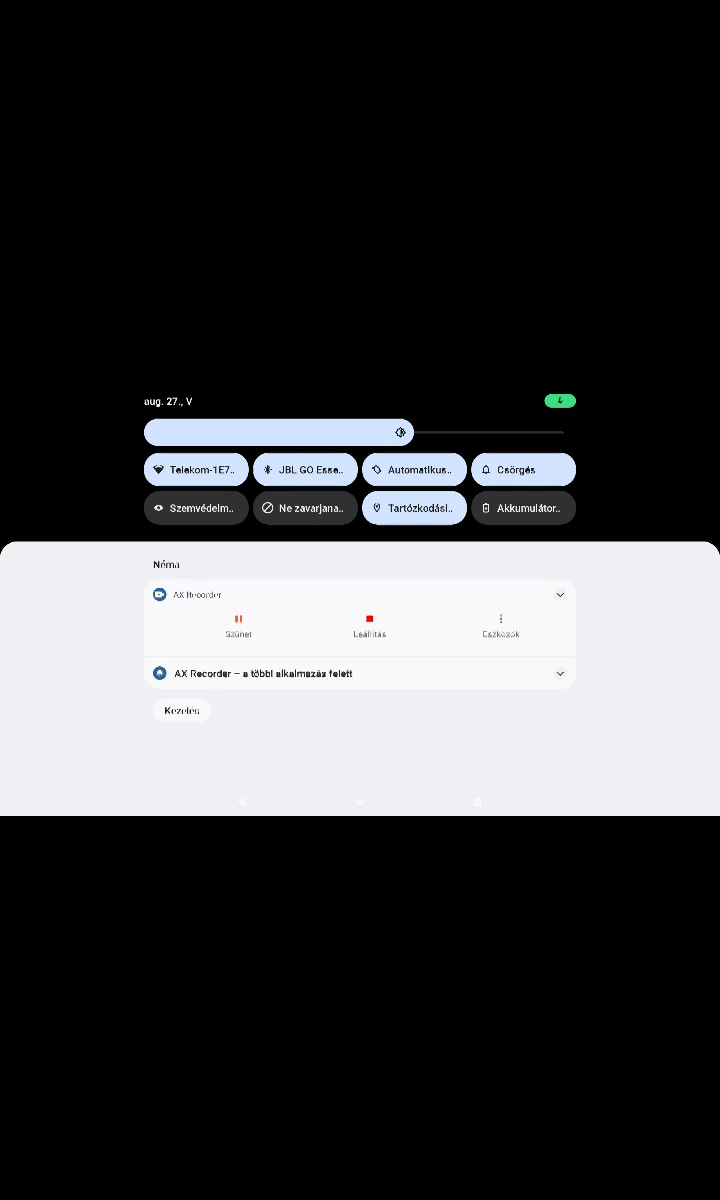 aug. 27., V
Telekom-1E7..
JBL GO Esse..
Automatikus..
Csörgés
Szemvédelm..
Ne zavarjana..
Tartózkodási..
Akkumulátor..
Néma
AX Recorder
Szünet
Leállítás
Eszközök
AX Recorder – a többi alkalmazás felett
Kezelés